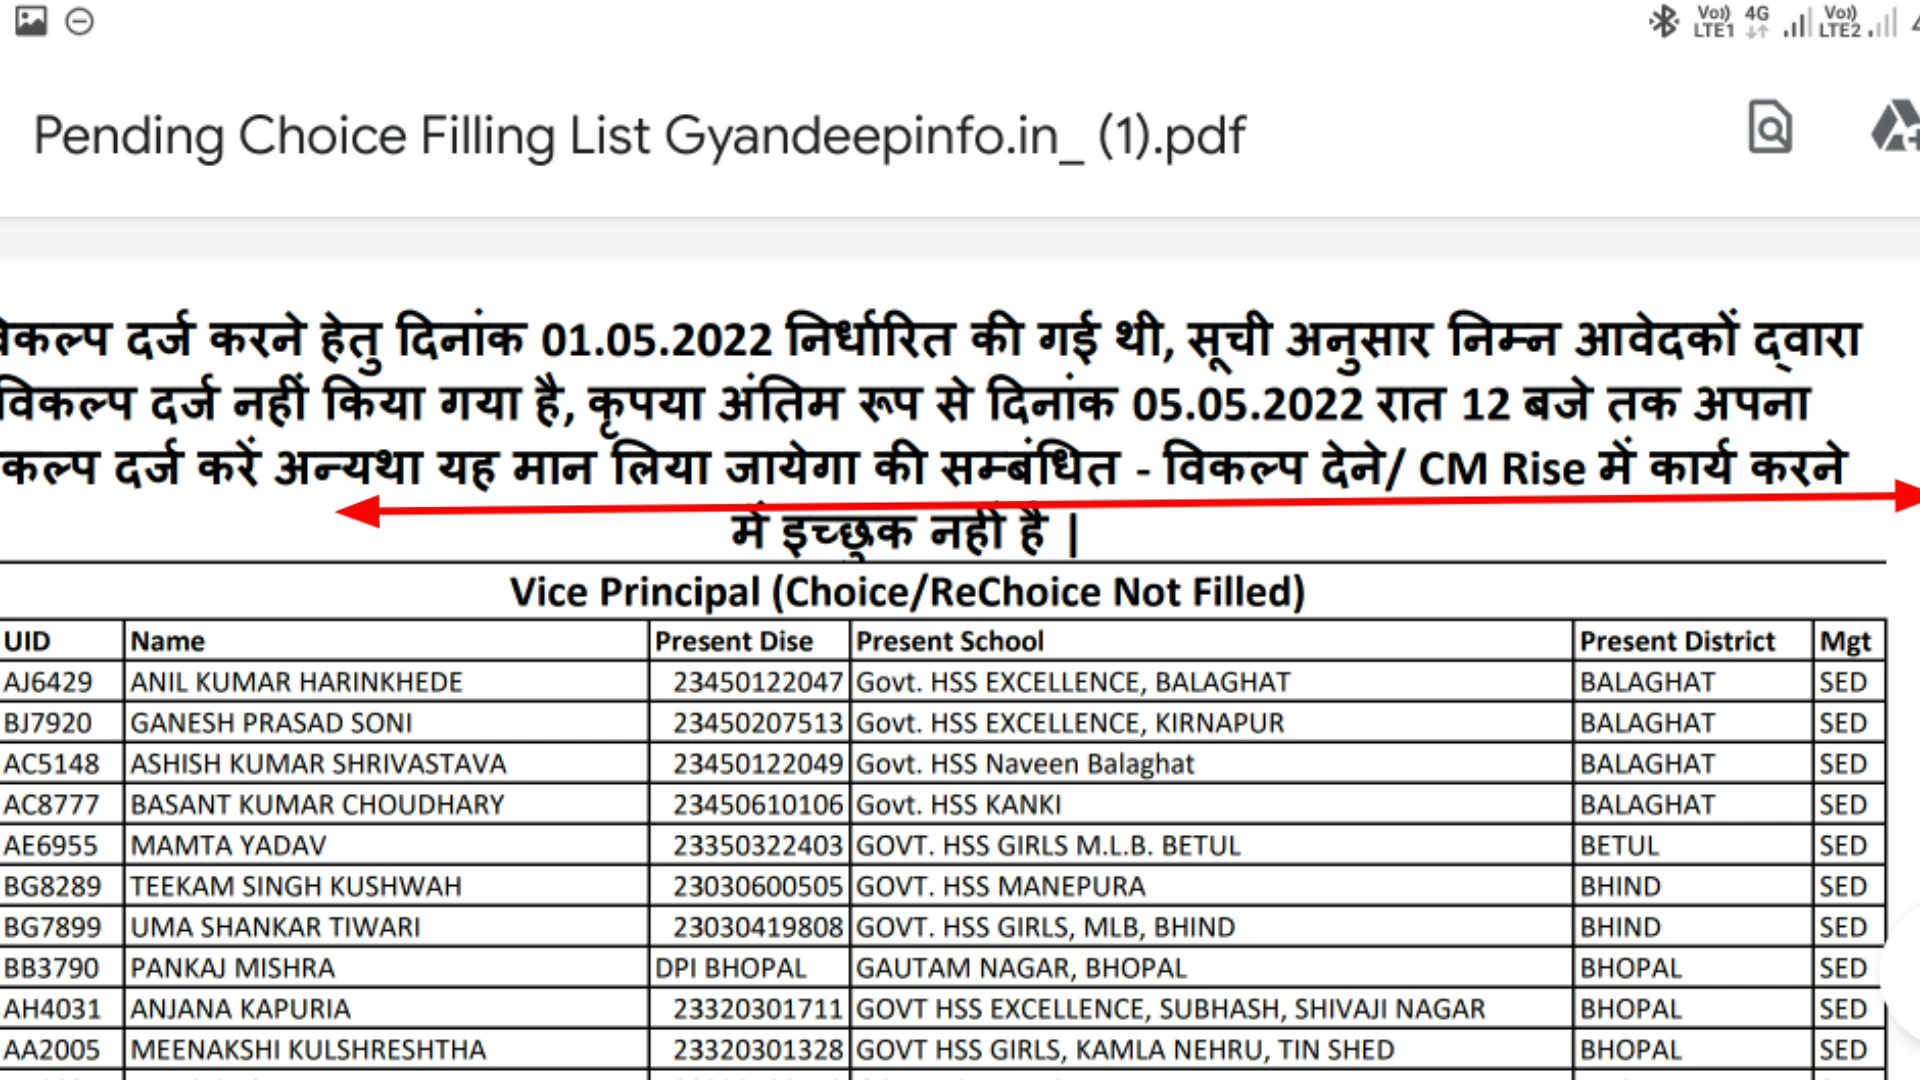 Vo)) 4G Vo))
LTE1 LTE2
Pending Choice Filling List Gyandeepinfo.in_ (1).pdf
दर्ज करने हेतु दिनांक 01.05.2022 निर्धारित की गई थी, सूची अनुसार निम्न आवेदकों द्वारा
विकल्प दर्ज नहीं किया गया है, कृपया अंतिम रूप से दिनांक 05.05.2022 रात 12 बजे तक अपना
दर्ज करें अन्यथा यह मान लिया जायेगा की सम्बंधित - विकल्प देने/ CM Rise में कार्य करने
में इच्छुक नहीं है |
Vice Principal (Choice/ReChoice Not Filled)
UID Name Present Dise Present School Present District Mgt
AJ6429 ANIL KUMAR HARINKHEDE 23450122047 Govt. HSS EXCELLENCE, BALAGHAT BALAGHAT SED
BJ7920 GANESH PRASAD SONI 23450207513 Govt. HSS EXCELLENCE, KIRNAPUR BALAGHAT SED
AC5148 ASHISH KUMAR SHRIVASTAVA 23450122049 Govt. HSS Naveen Balaghat BALAGHAT SED
AC8777 BASANT KUMAR CHOUDHARY 23450610106 Govt. HSS KANKI BALAGHAT SED
AE6955 MAMTA YADAV 23350322403 GOVT. HSS GIRLS M.L.B. BETUL BETUL SED
BG8289 TEEKAM SINGH KUSHWAH 23030600505 GOVT. HSS MANEPURA BHIND SED
BG7899 UMA SHANKAR TIWARI 23030419808 GOVT. HSS GIRLS, MLB, BHIND BHIND SED
BB3790 PANKAJ MISHRA DPI BHOPAL GAUTAM NAGAR, BHOPAL BHOPAL SED
AH4031 ANJANA KAPURIA 23320301711 GOVT HSS EXCELLENCE, SUBHASH, SHIVAJI NAGAR BHOPAL SED
AA2005 MEENAKSHI KULSHRESHTHA 23320301328 GOVT HSS GIRLS, KAMLA NEHRU, TIN SHED BHOPAL SED